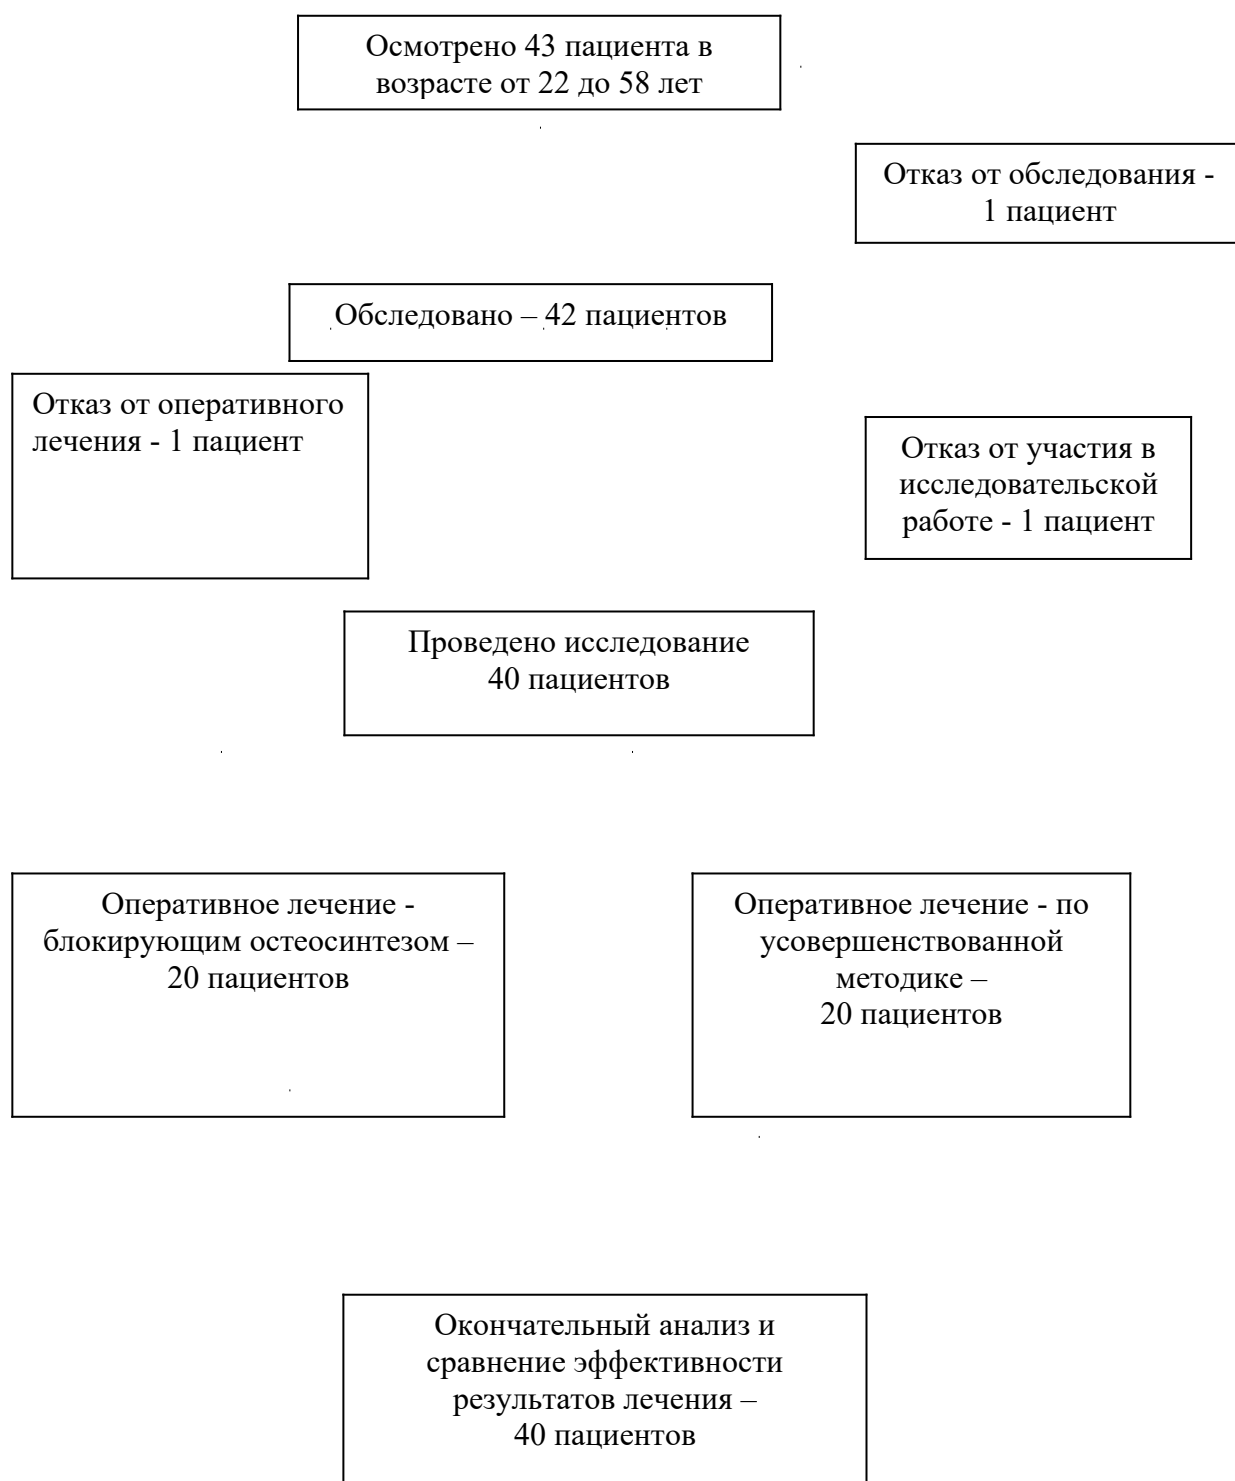 Осмотрено 43 пациента в
возрасте от 22 до 58 лет
Отказ от обследования -
1 пациент
Обследовано – 42 пациентов
Отказ от оперативного
лечения - 1 пациент
Отказ от участия в
исследовательской
работе - 1 пациент
Проведено исследование
40 пациентов
Оперативное лечение -
блокирующим остеосинтезом –
20 пациентов
Оперативное лечение - по
усовершенствованной
методике –
20 пациентов
Окончательный анализ и
сравнение эффективности
результатов лечения –
40 пациентов